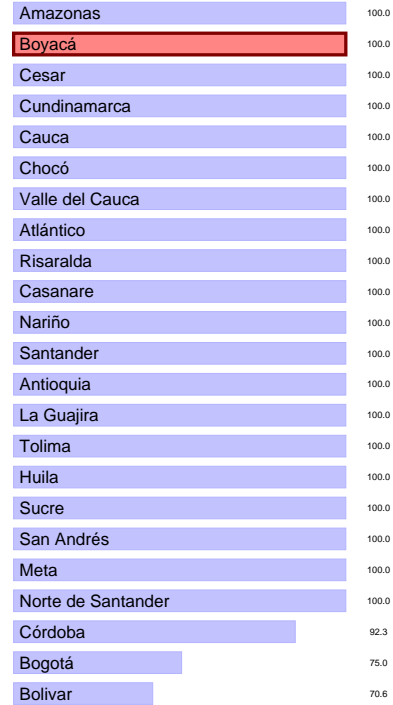 Amazonas 100.0
Boyacá 100.0
Cesar 100.0
Cundinamarca 100.0
Cauca 100.0
Chocó 100.0
Valle del Cauca 100.0
Atlántico 100.0
Risaralda 100.0
Casanare 100.0
Nariño 100.0
Santander 100.0
Antioquia 100.0
La Guajira 100.0
Tolima 100.0
Huila 100.0
Sucre 100.0
San Andrés 100.0
Meta 100.0
Norte de Santander 100.0
Córdoba 92.3
Bogotá 75.0
Bolivar 70.6